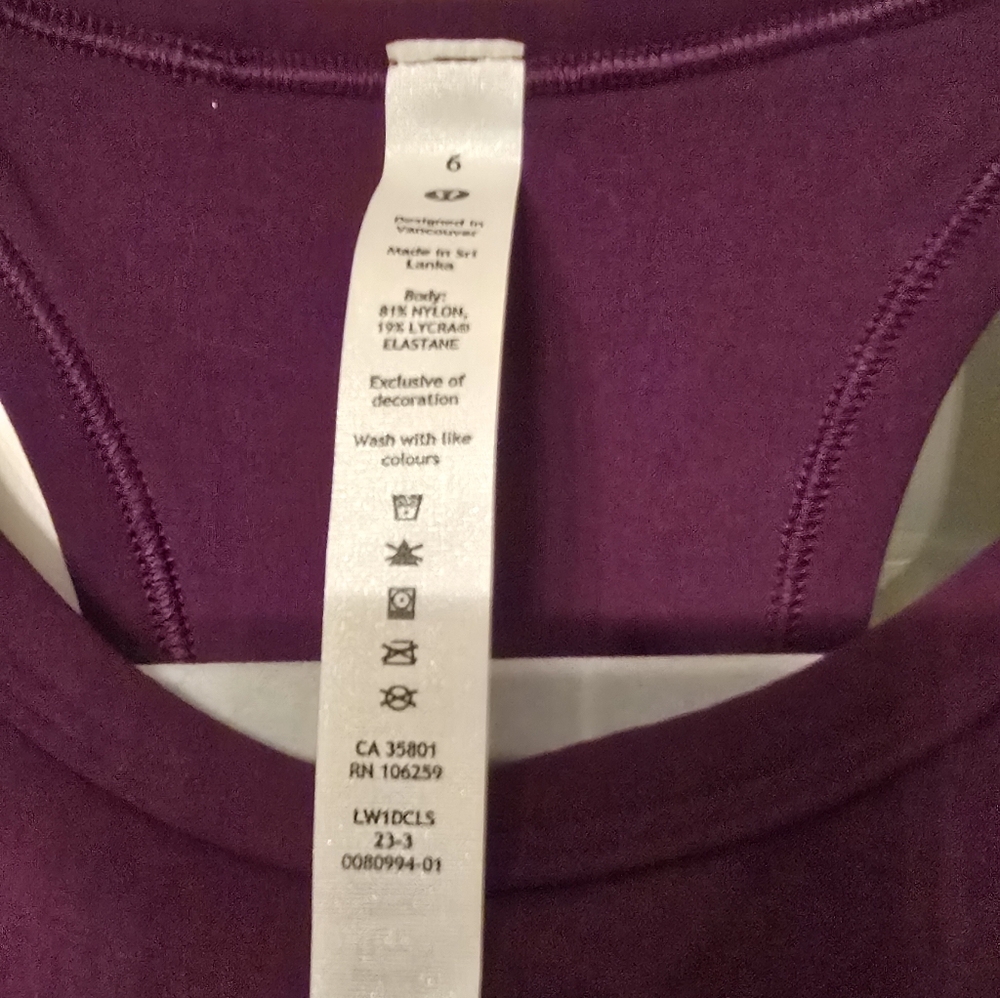 6
Designed in
Vancouver
Made in Sri
Lanka
Body:
81% NYLON,
19% LYCRA®
ELASTANE
Exclusive of
decoration
Wash with like
colours
CA 35801
RN 106259
LW1DCLS
23-3
0080994-01